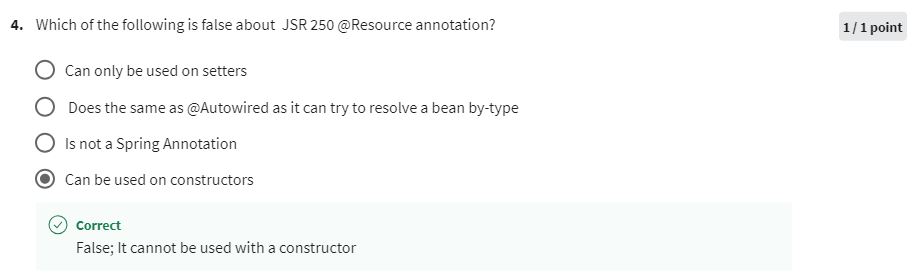 4. Which of the following is false about JSR 250 @Resource annotation?
1 / 1 point
Can only be used on setters
Does the same as @Autowired as it can try to resolve a bean by-type
Is not a Spring Annotation
Can be used on constructors
Correct
False; It cannot be used with a constructor